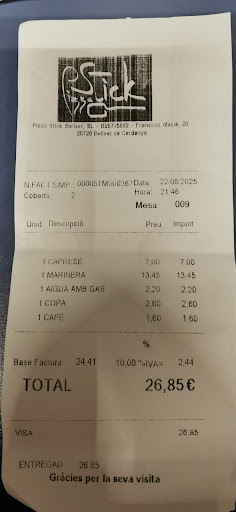 Stick
Pizza Stick Bellver, SL - B25778882 - Francesc Macià, 20
25720 Bellver de Cerdanya
N.FACT.SIMP.: 00005TM000367 Data: 22/06/2025
Hora: 21:46
Coberts: 2
Mesa: 009
Unid. Descripció Preu Import
1 CAPRESE 7,00 7,00
1 MARINERA 13,45 13,45
1 AIGUA AMB GAS 2,20 2,20
1 COPA 2,60 2,60
1 CAFE 1,60 1,60
%
Base Factura 24,41 10,00 %IVA= 2,44
TOTAL 26,85€
VISA 26,85
ENTREGAD 26,85
Gràcies per la seva visita